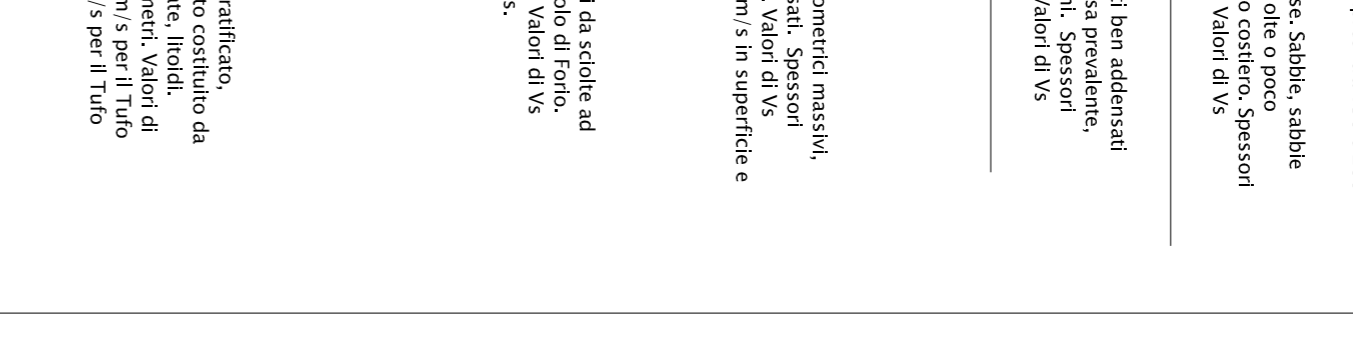 se. Sabbie, sabbie
olte o poco
o costiero. Spessori
Valori di Vs
i ben addensati
sa prevalente,
ni. Spessori
Valori di Vs
ometrici massivi,
sati. Spessori
. Valori di Vs
m/s in superficie e
i da sciolte ad
olo di Forio.
Valori di Vs
s.
ratificato,
to costituito da
te, litoidi.
netri. Valori di
m/s per il Tufo
/s per il Tufo